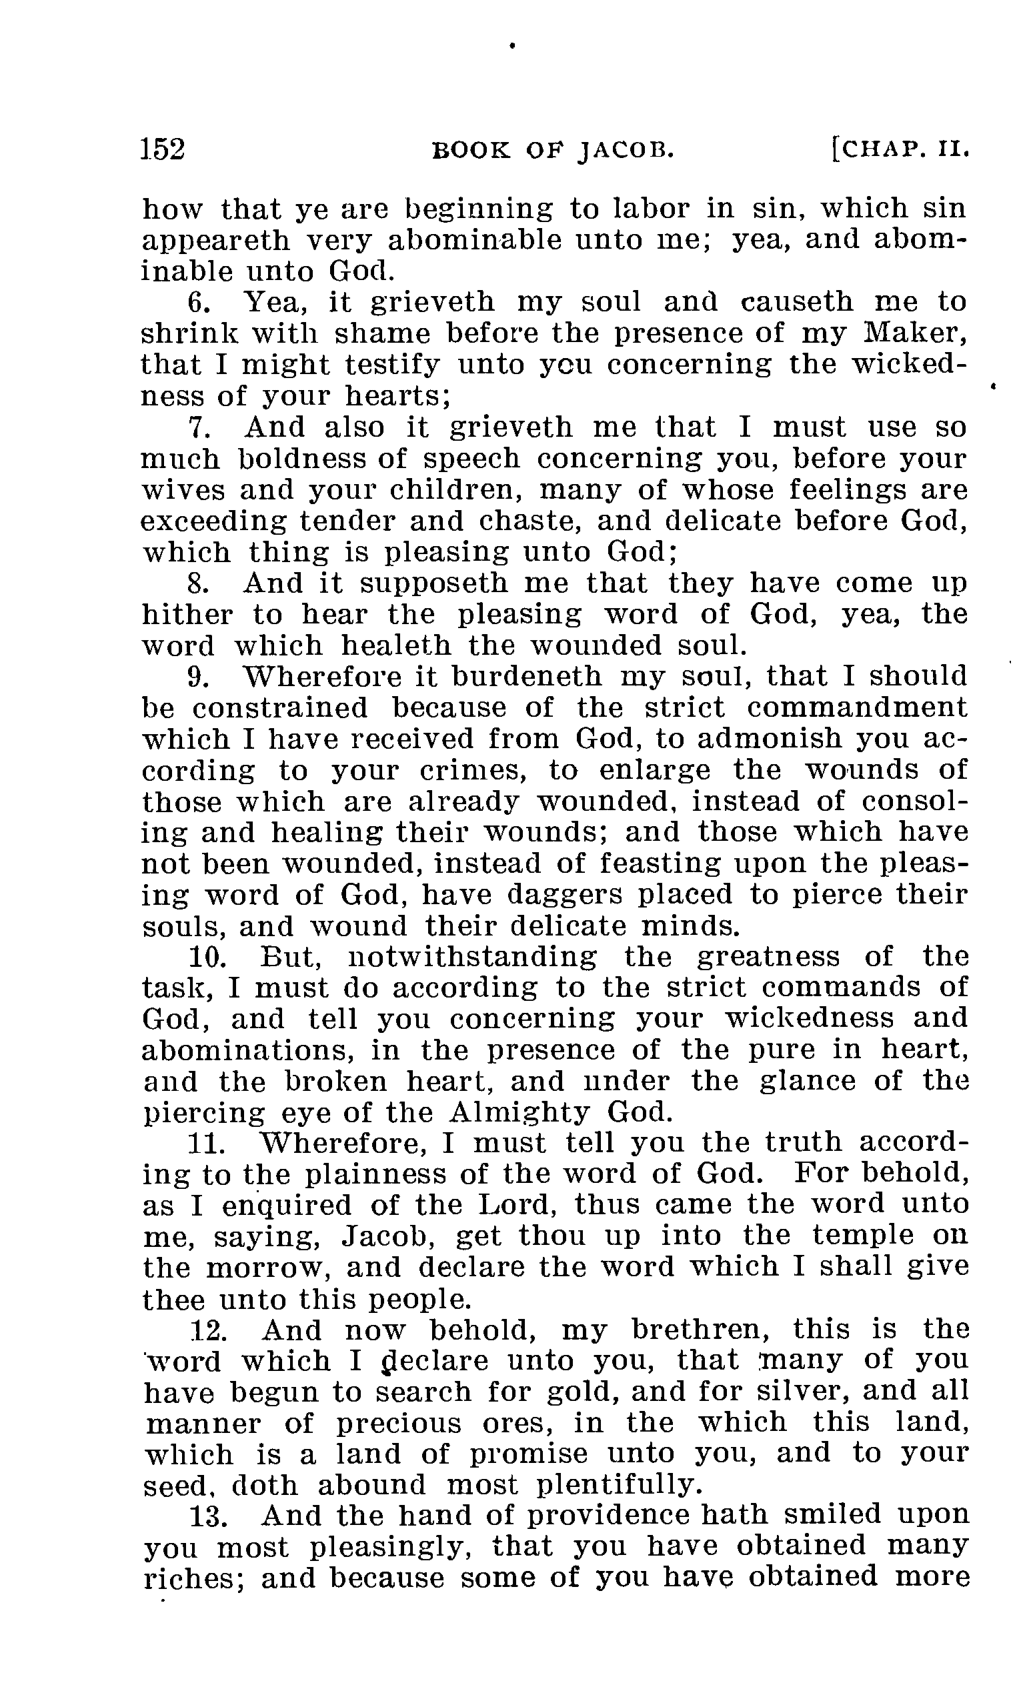 152 BOOK OF JACOB. [CHAP. II.
how that ye are beginning to labor in sin, which sin
appeareth very abominable unto me; yea, and abom-
inable unto God.
6. Yea, it grieveth my soul and causeth me to
shrink with shame before the presence of my Maker,
that I might testify unto you concerning the wicked-
ness of your hearts;
7. And also it grieveth me that I must use so
much boldness of speech concerning you, before your
wives and your children, many of whose feelings are
exceeding tender and chaste, and delicate before God,
which thing is pleasing unto God;
8. And it supposeth me that they have come up
hither to hear the pleasing word of God, yea, the
word which healeth the wounded soul.
9. Wherefore it burdeneth my soul, that I should
be constrained because of the strict commandment
which I have received from God, to admonish you ac-
cording to your crimes, to enlarge the wounds of
those which are already wounded, instead of consol-
ing and healing their wounds; and those which have
not been wounded, instead of feasting upon the pleas-
ing word of God, have daggers placed to pierce their
souls, and wound their delicate minds.
10. But, notwithstanding the greatness of the
task, I must do according to the strict commands of
God, and tell you concerning your wickedness and
abominations, in the presence of the pure in heart,
and the broken heart, and under the glance of the
piercing eye of the Almighty God.
11. Wherefore, I must tell you the truth accord-
ing to the plainness of the word of God. For behold,
as I enquired of the Lord, thus came the word unto
me, saying, Jacob, get thou up into the temple on
the morrow, and declare the word which I shall give
thee unto this people.
12. And now behold, my brethren, this is the
word which I declare unto you, that many of you
have begun to search for gold, and for silver, and all
manner of precious ores, in the which this land,
which is a land of promise unto you, and to your
seed, doth abound most plentifully.
13. And the hand of providence hath smiled upon
you most pleasingly, that you have obtained many
riches; and because some of you have obtained more